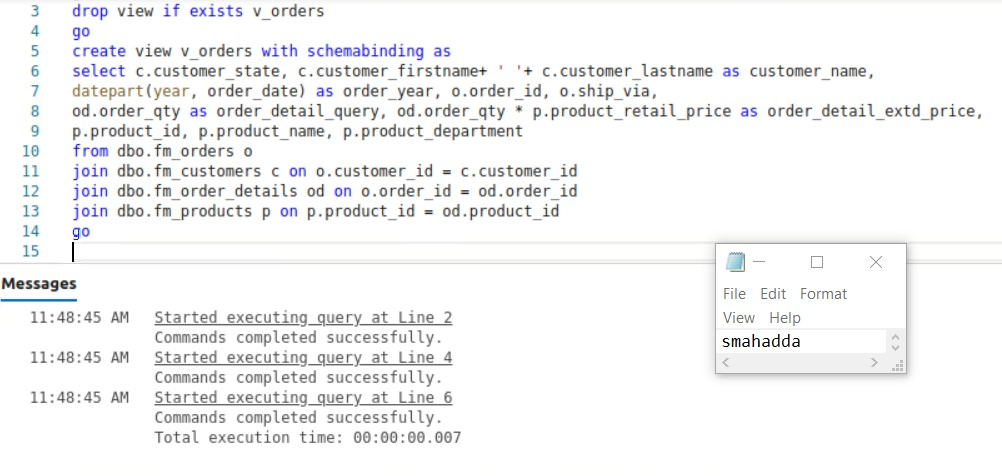 3 drop view if exists v_orders
4 go
5 create view v_orders with schemabinding as
6 select c.customer_state, c.customer_firstname+ ' '+ c.customer_lastname as customer_name,
7 datepart(year, order_date) as order_year, o.order_id, o.ship_via,
8 od.order_qty as order_detail_query, od.order_qty * p.product_retail_price as order_detail_extd_price,
9 p.product_id, p.product_name, p.product_department
10 from dbo.fm_orders o
11 join dbo.fm_customers c on o.customer_id = c.customer_id
12 join dbo.fm_order_details od on o.order_id = od.order_id
13 join dbo.fm_products p on p.product_id = od.product_id
14 go
15
Messages
11:48:45 AM Started executing query at Line 2
Commands completed successfully.
11:48:45 AM Started executing query at Line 4
Commands completed successfully.
11:48:45 AM Started executing query at Line 6
Commands completed successfully.
Total execution time: 00:00:00.007
File Edit Format
View Help
smahadda